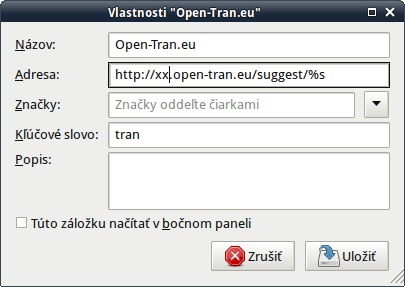 Vlastnosti "Open-Tran.eu"
Názov: Open-Tran.eu
Adresa: http://xx.open-tran.eu/suggest/%s
Značky: Značky oddeľte čiarkami
Kľúčové slovo: tran
Popis:
Túto záložku načítať v bočnom paneli
Zrušiť Uložiť